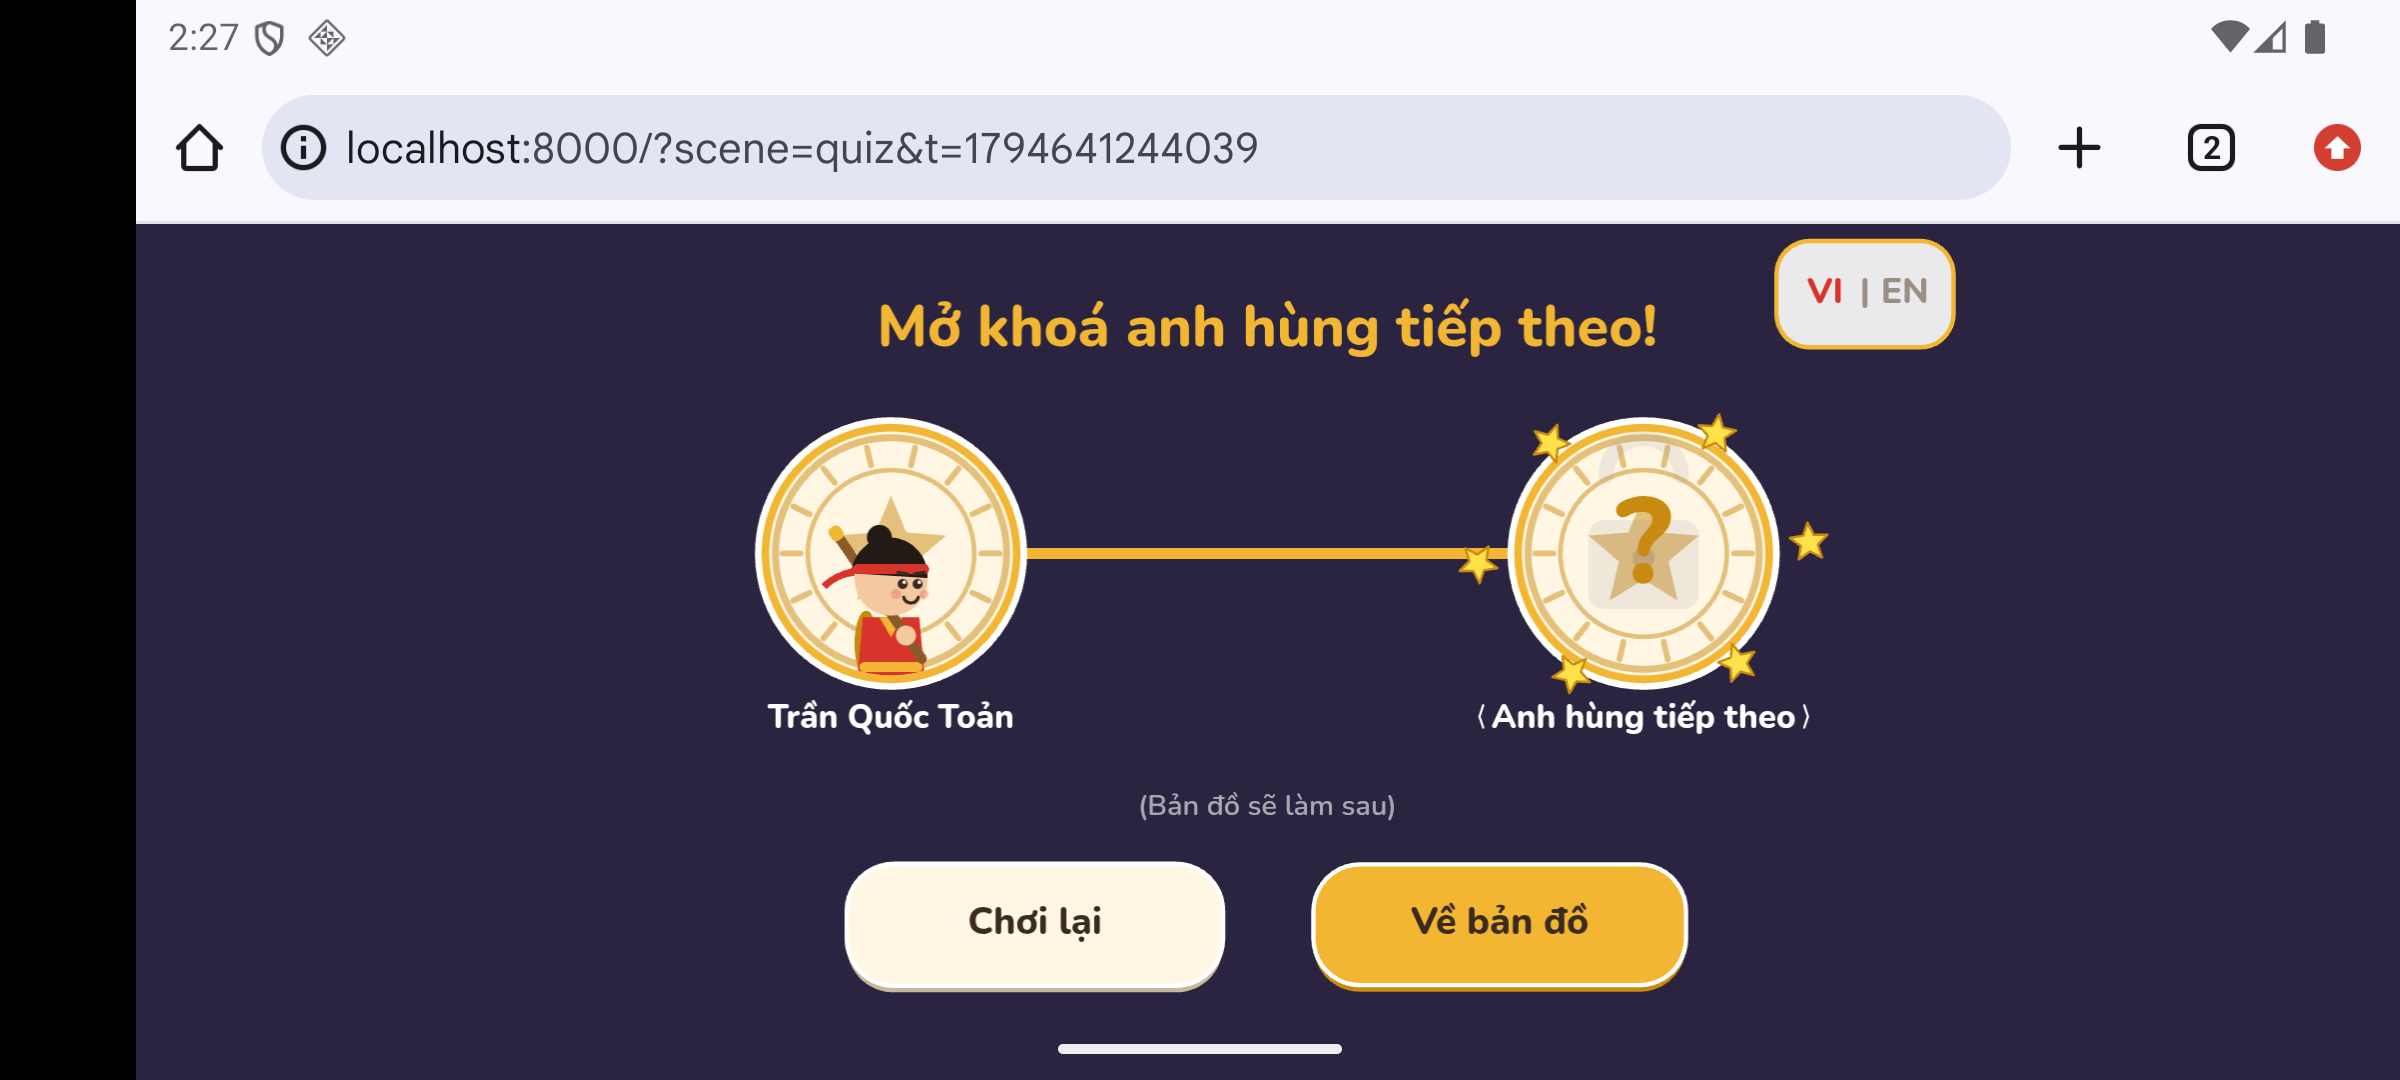 2:27
localhost:8000/?scene=quiz&t=1794641244039
2
VI | EN
Mở khoá anh hùng tiếp theo!
?
Trần Quốc Toản
⟨Anh hùng tiếp theo⟩
(Bản đồ sẽ làm sau)
Chơi lại
Về bản đồ